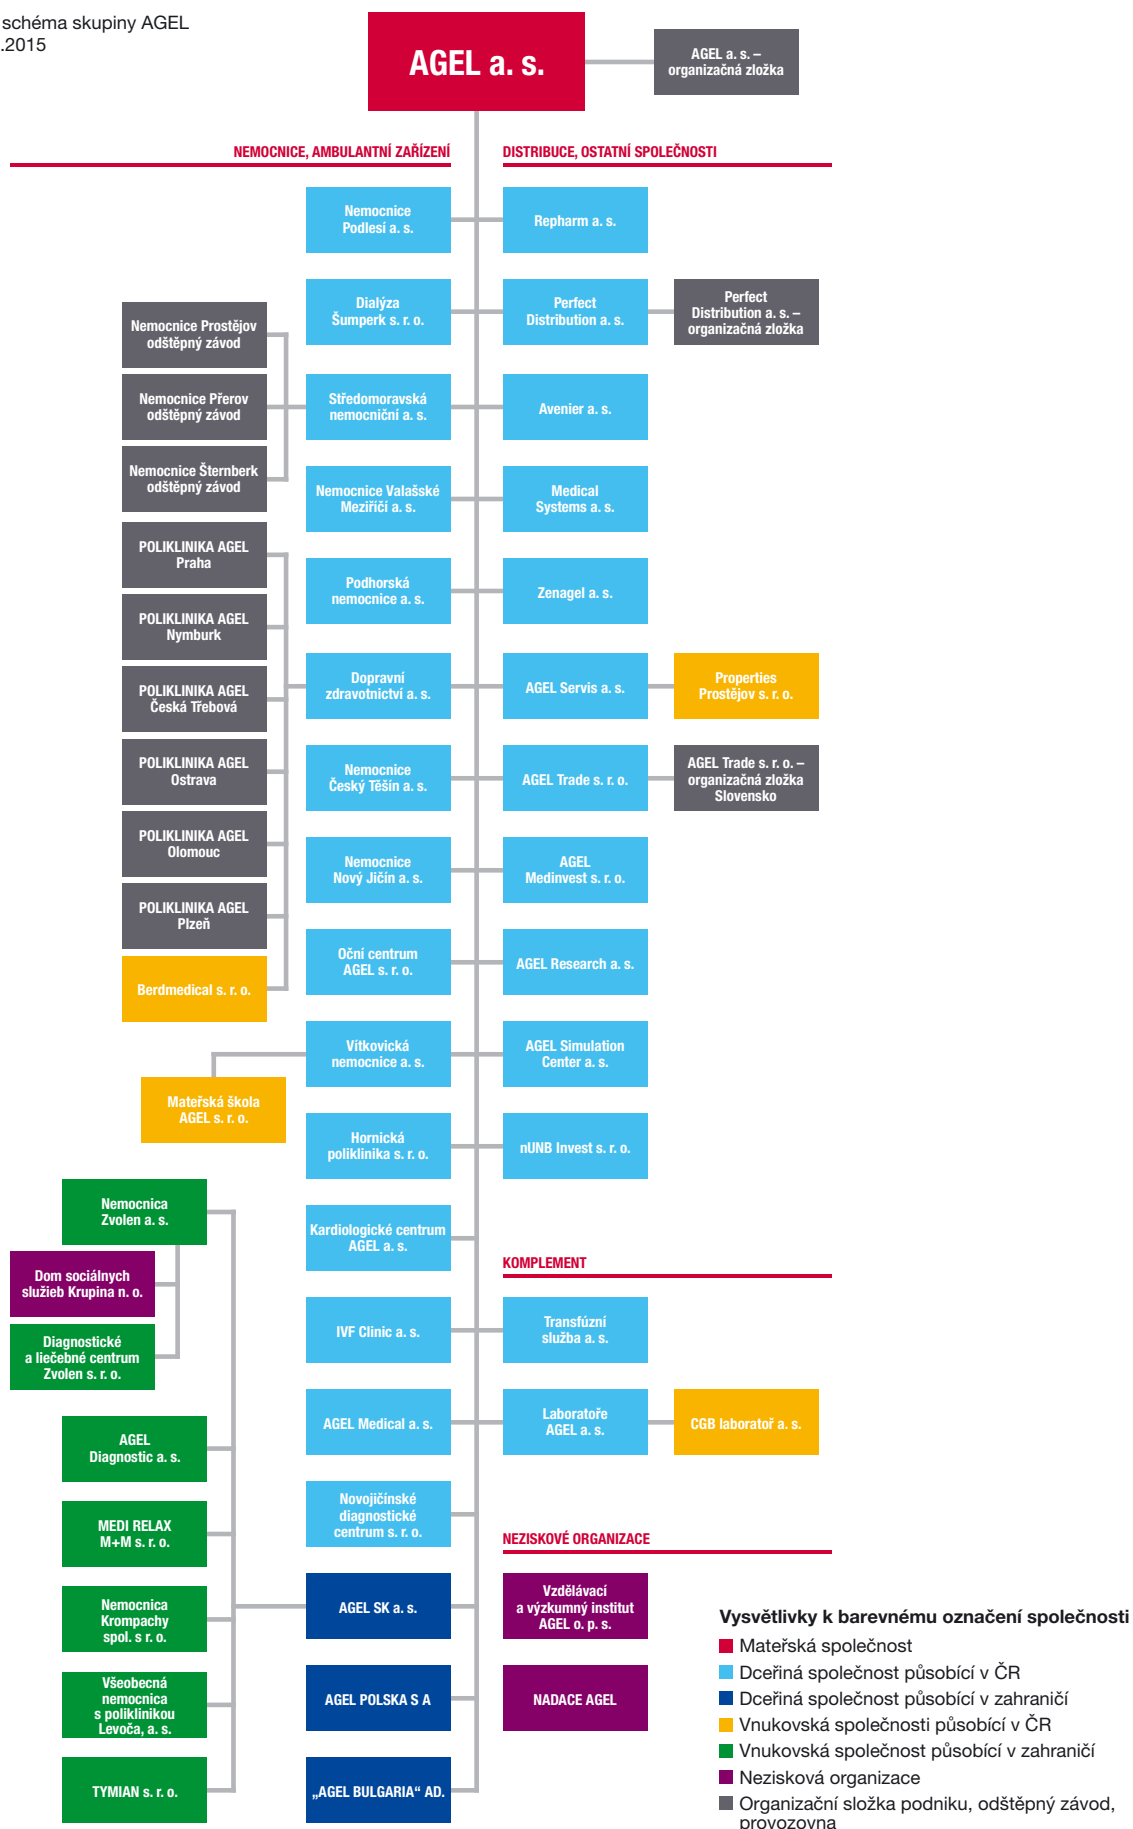 schéma skupiny AGEL
.2015
AGEL a. s.
AGEL a. s. –
organizačná zložka
NEMOCNICE, AMBULANTNÍ ZAŘÍZENÍ
DISTRIBUCE, OSTATNÍ SPOLEČNOSTI
Nemocnice
Podlesí a. s.
Repharm a. s.
Dialýza
Šumperk s. r. o.
Perfect
Distribution a. s.
Perfect
Distribution a. s. –
organizačná zložka
Nemocnice Prostějov
odštěpný závod
Nemocnice Přerov
odštěpný závod
Středomoravská
nemocniční a. s.
Avenier a. s.
Nemocnice Šternberk
odštěpný závod
Nemocnice Valašské
Meziříčí a. s.
Medical
Systems a. s.
POLIKLINIKA AGEL
Praha
Podhorská
nemocnice a. s.
Zenagel a. s.
POLIKLINIKA AGEL
Nymburk
POLIKLINIKA AGEL
Česká Třebová
Dopravní
zdravotnictví a. s.
AGEL Servis a. s.
Properties
Prostějov s. r. o.
POLIKLINIKA AGEL
Ostrava
Nemocnice
Český Těšín a. s.
AGEL Trade s. r. o.
AGEL Trade s. r. o. –
organizačná zložka
Slovensko
POLIKLINIKA AGEL
Olomouc
Nemocnice
Nový Jičín a. s.
AGEL
Medinvest s. r. o.
POLIKLINIKA AGEL
Plzeň
Oční centrum
AGEL s. r. o.
AGEL Research a. s.
Berdmedical s. r. o.
Vítkovická
nemocnice a. s.
AGEL Simulation
Center a. s.
Mateřská škola
AGEL s. r. o.
Hornická
poliklinika s. r. o.
nUNB Invest s. r. o.
Nemocnica
Zvolen a. s.
Kardiologické centrum
AGEL a. s.
KOMPLEMENT
Dom sociálnych
služieb Krupina n. o.
Diagnostické
a liečebné centrum
Zvolen s. r. o.
IVF Clinic a. s.
Transfúzní
služba a. s.
AGEL
Diagnostic a. s.
AGEL Medical a. s.
Laboratoře
AGEL a. s.
CGB laboratoř a. s.
MEDI RELAX
M+M s. r. o.
Novojičínské
diagnostické
centrum s. r. o.
NEZISKOVÉ ORGANIZACE
Nemocnica
Krompachy
spol. s r. o.
AGEL SK a. s.
Vzdělávací
a výzkumný institut
AGEL o. p. s.
Všeobecná
nemocnica
s poliklinikou
Levoča, a. s.
AGEL POLSKA S A
NADACE AGEL
TYMIAN s. r. o.
„AGEL BULGARIA“ AD.
Vysvětlivky k barevnému označení společnosti
Mateřská společnost
Dceřiná společnost působící v ČR
Dceřiná společnost působící v zahraničí
Vnukovská společnosti působící v ČR
Vnukovská společnost působící v zahraničí
Nezisková organizace
Organizační složka podniku, odštěpný závod,
provozovna